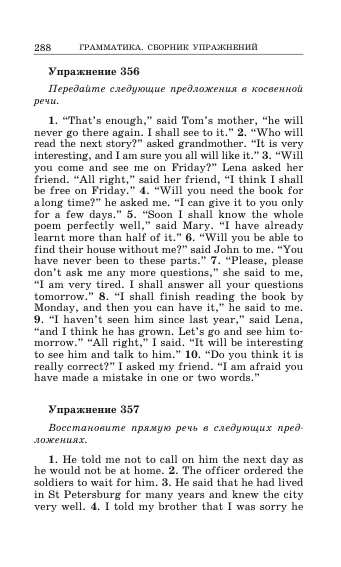 288 ГРАММАТИКА. СБОРНИК УПРАЖНЕНИЙ
Упражнение 356
Передайте следующие предложения в косвенной
речи.
1. “That’s enough,” said Tom’s mother, “he will
never go there again. I shall see to it.” 2. “Who will
read the next story?” asked grandmother. “It is very
interesting, and I am sure you all will like it.” 3. “Will
you come and see me on Friday?” Lena asked her
friend. “All right,” said her friend, “I think I shall
be free on Friday.” 4. “Will you need the book for
a long time?” he asked me. “I can give it to you only
for a few days.” 5. “Soon I shall know the whole
poem perfectly well,” said Mary. “I have already
learnt more than half of it.” 6. “Will you be able to
find their house without me?” said John to me. “You
have never been to these parts.” 7. “Please, please
don’t ask me any more questions,” she said to me,
“I am very tired. I shall answer all your questions
tomorrow.” 8. “I shall finish reading the book by
Monday, and then you can have it,” he said to me.
9. “I haven’t seen him since last year,” said Lena,
“and I think he has grown. Let’s go and see him to-
morrow.” “All right,” I said. “It will be interesting
to see him and talk to him.” 10. “Do you think it is
really correct?” I asked my friend. “I am afraid you
have made a mistake in one or two words.”
Упражнение 357
Восстановите прямую речь в следующих пред-
ложениях.
1. He told me not to call on him the next day as
he would not be at home. 2. The officer ordered the
soldiers to wait for him. 3. He said that he had lived
in St Petersburg for many years and knew the city
very well. 4. I told my brother that I was sorry he